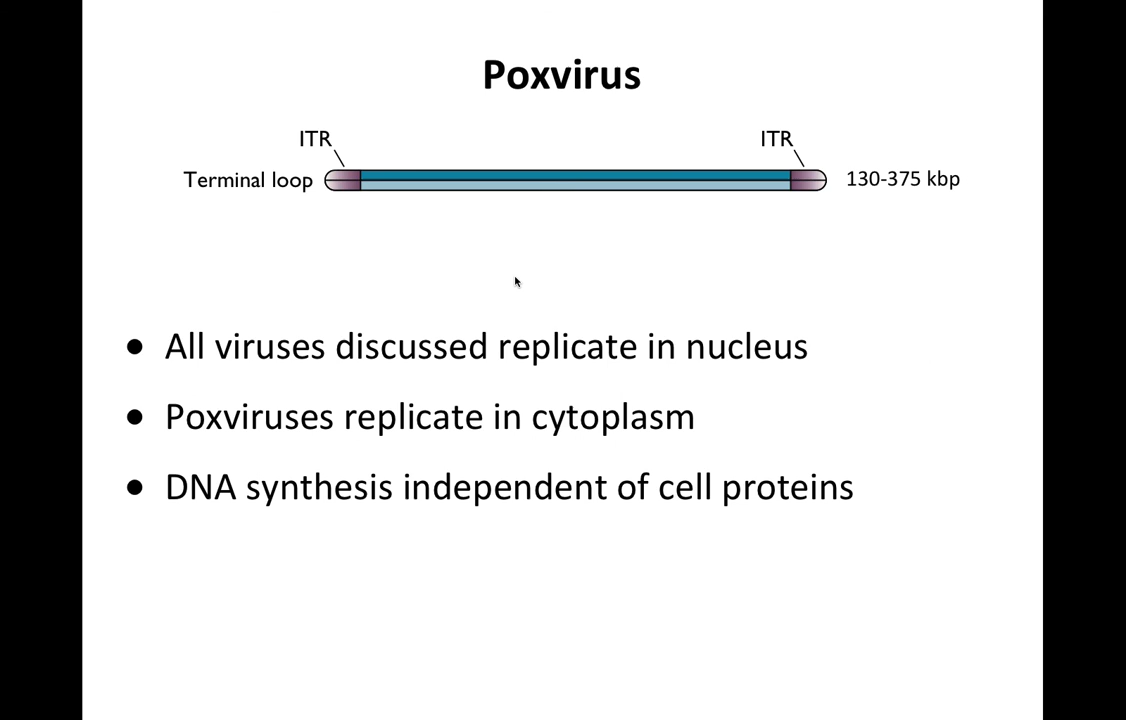 Poxvirus
ITR
ITR
Terminal loop
130-375 kbp
● All viruses discussed replicate in nucleus
● Poxviruses replicate in cytoplasm
● DNA synthesis independent of cell proteins